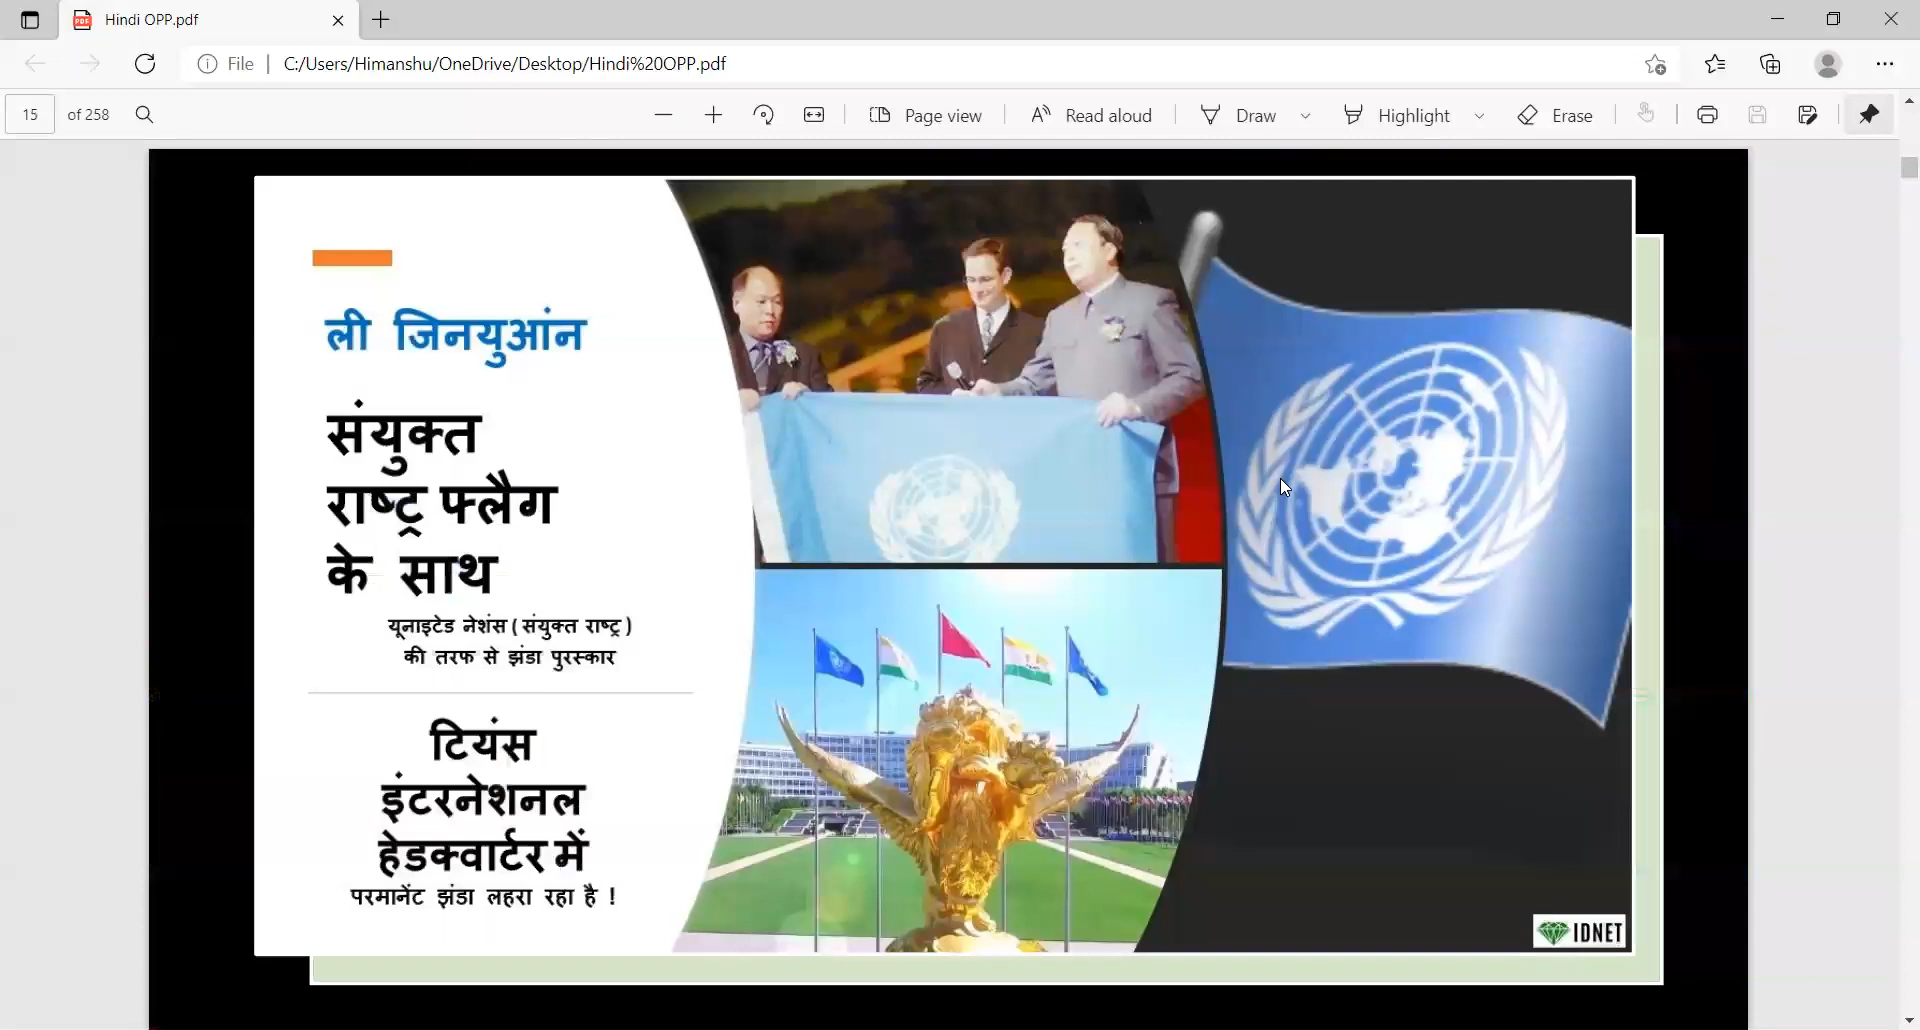 Hindi OPP.pdf
File
C:/Users/Himanshu/OneDrive/Desktop/Hindi%20OPP.pdf
15 of 258
Page view
Read aloud
Draw
Highlight
Erase
ली जिनयुआंन
संयुक्त
राष्ट्र फ्लैग
के साथ
यूनाइटेड नेशंस ( संयुक्त राष्ट्र )
की तरफ से झंडा पुरस्कार
टियंस
इंटरनेशनल
हेडक्वार्टर में
परमानेंट झंडा लहरा रहा है !
IDNET